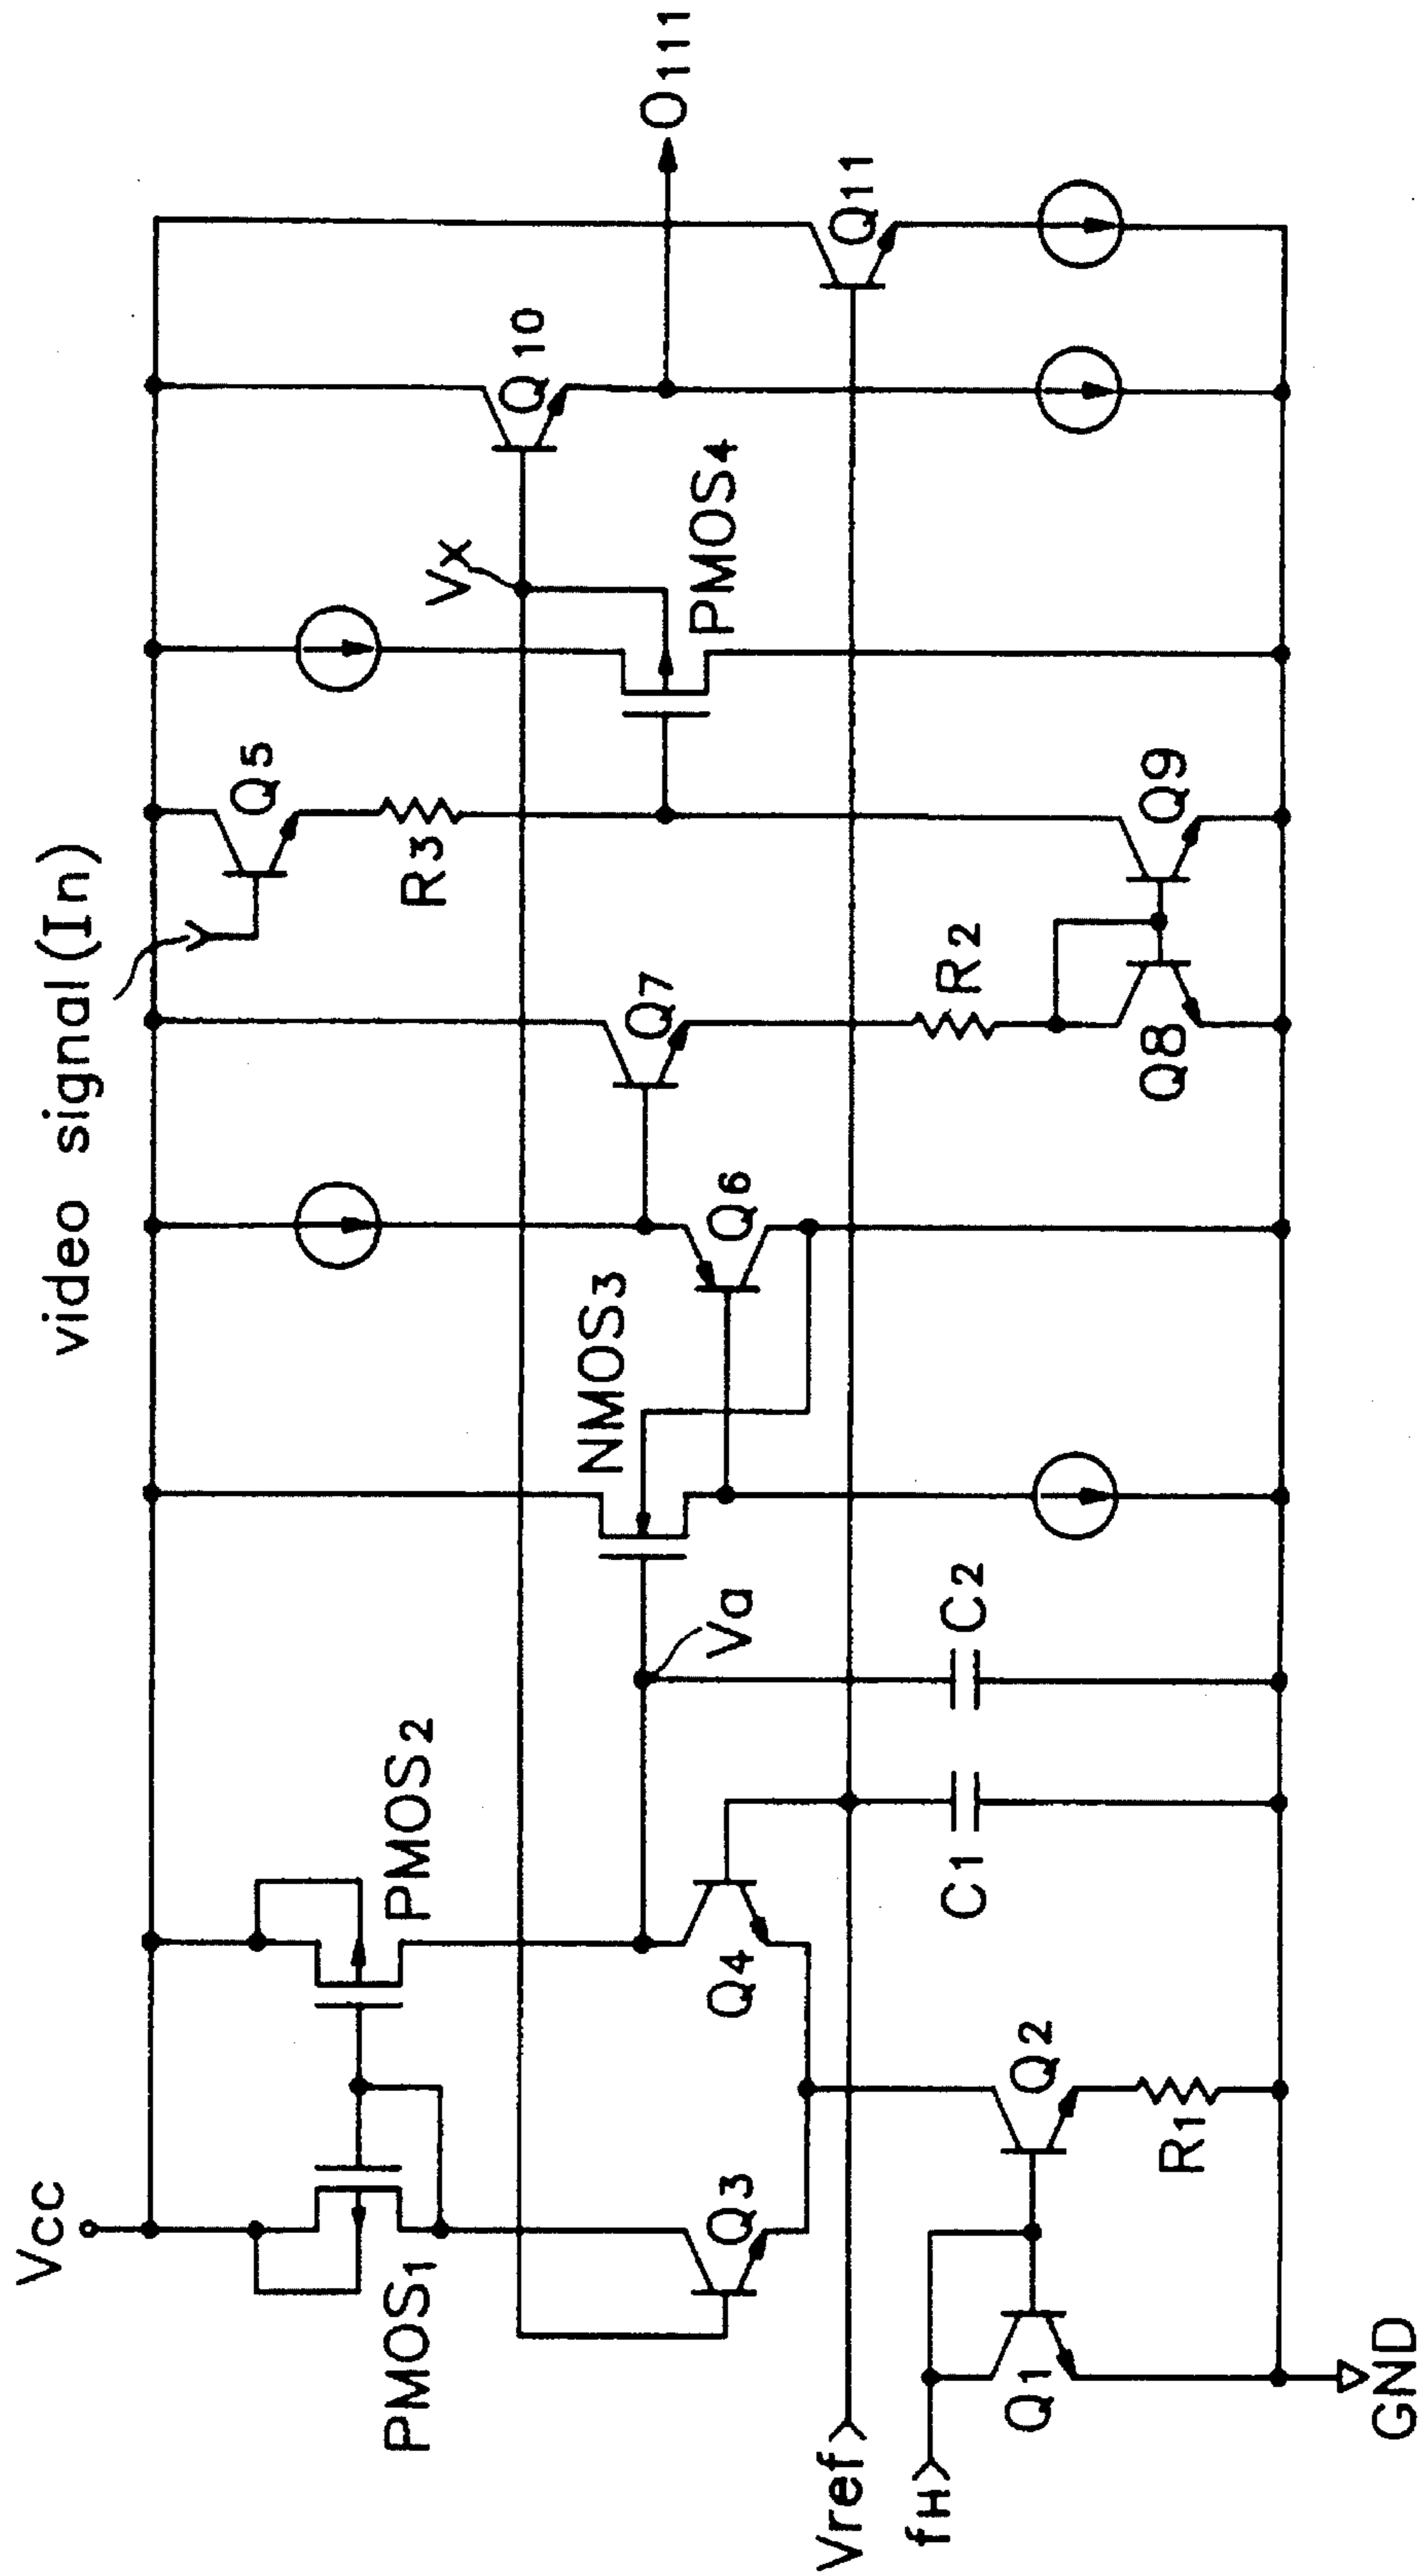 video signal(In)
Vcc
PMOS1
PMOS2
NMOS3
Q5
R3
Vx
Q10
O111
Q7
Q6
PMOS4
Va
Q3
Q4
Q11
Vref
fH
Q1
Q2
R1
C1
C2
R2
Q8
Q9
GND